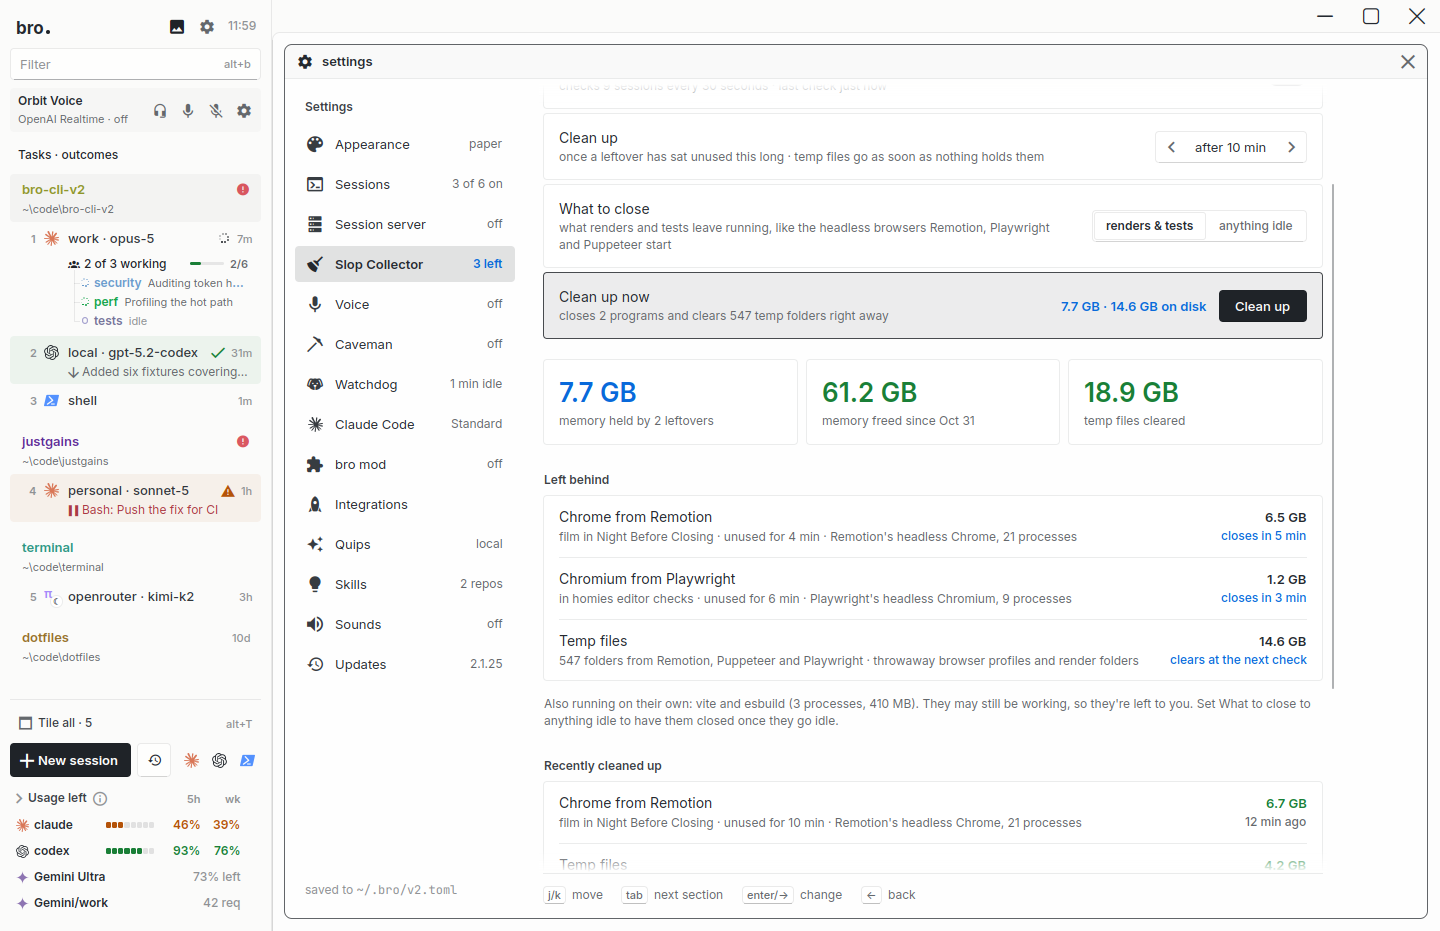 bro.
11:59
Filter
alt+b
Orbit Voice
OpenAI Realtime · off
Tasks · outcomes
bro-cli-v2
~\code\bro-cli-v2
1 work · opus-5 7m
2 of 3 working 2/6
security Auditing token h...
perf Profiling the hot path
tests idle
2 local · gpt-5.2-codex 31m
Added six fixtures covering...
3 shell 1m
justgains
~\code\justgains
4 personal · sonnet-5 1h
Bash: Push the fix for CI
terminal
~\code\terminal
5 openrouter · kimi-k2 3h
dotfiles 10d
~\code\dotfiles
Tile all · 5 alt+T
New session
Usage left 5h wk
claude 46% 39%
codex 93% 76%
Gemini Ultra 73% left
Gemini/work 42 req
settings
Settings
Appearance paper
Sessions 3 of 6 on
Session server off
Slop Collector 3 left
Voice off
Caveman off
Watchdog 1 min idle
Claude Code Standard
bro mod off
Integrations
Quips local
Skills 2 repos
Sounds off
Updates 2.1.25
saved to ~/.bro/v2.toml
checks 9 sessions every 30 seconds · last check just now
Clean up
once a leftover has sat unused this long · temp files go as soon as nothing holds them
after 10 min
What to close
what renders and tests leave running, like the headless browsers Remotion, Playwright
and Puppeteer start
renders & tests anything idle
Clean up now
closes 2 programs and clears 547 temp folders right away
7.7 GB · 14.6 GB on disk
Clean up
7.7 GB
memory held by 2 leftovers
61.2 GB
memory freed since Oct 31
18.9 GB
temp files cleared
Left behind
Chrome from Remotion 6.5 GB
film in Night Before Closing · unused for 4 min · Remotion's headless Chrome, 21 processes closes in 5 min
Chromium from Playwright 1.2 GB
in homies editor checks · unused for 6 min · Playwright's headless Chromium, 9 processes closes in 3 min
Temp files 14.6 GB
547 folders from Remotion, Puppeteer and Playwright · throwaway browser profiles and render folders clears at the next check
Also running on their own: vite and esbuild (3 processes, 410 MB). They may still be working, so they're left to you. Set What to close to
anything idle to have them closed once they go idle.
Recently cleaned up
Chrome from Remotion 6.7 GB
film in Night Before Closing · unused for 10 min · Remotion's headless Chrome, 21 processes 12 min ago
Temp files 4.2 GB
j/k move tab next section enter/→ change ← back